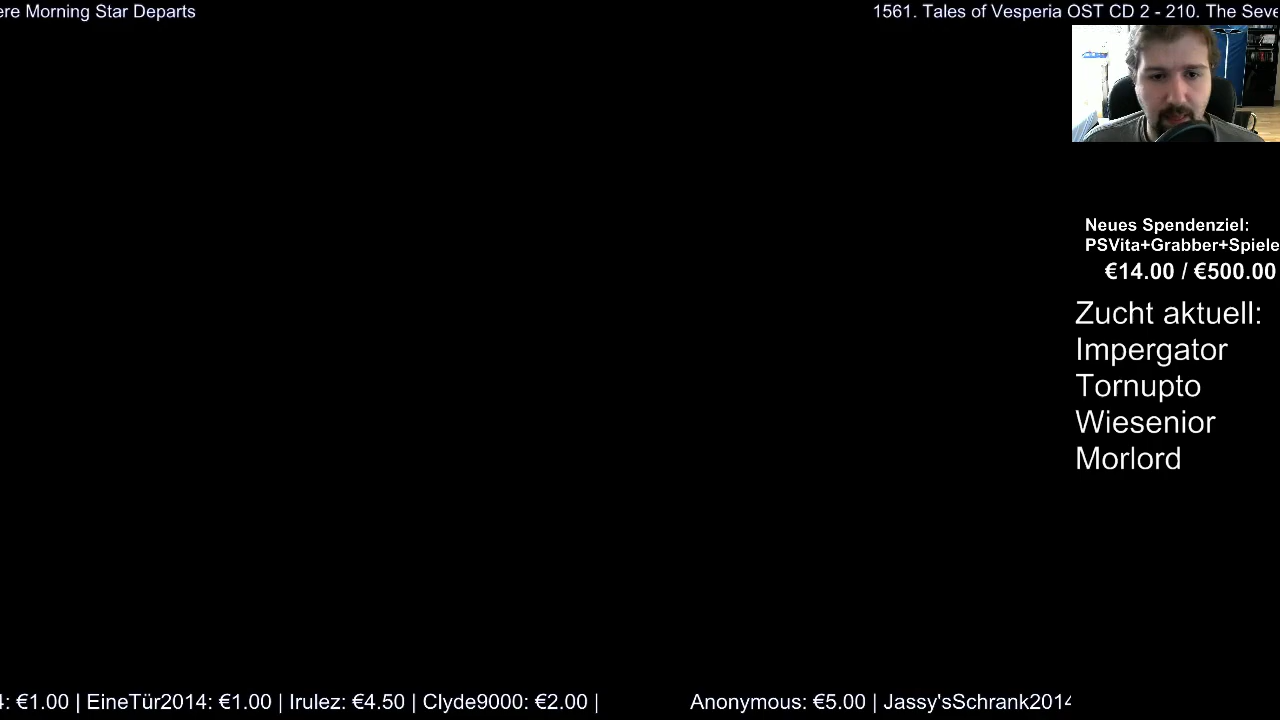 ere Morning Star Departs
1561. Tales of Vesperia OST CD 2 - 210. The Seve
Neues Spendenziel:
PSVita+Grabber+Spiele
€14.00 / €500.00
Zucht aktuell:
Impergator
Tornupto
Wiesenior
Morlord
4: €1.00 | EineTür2014: €1.00 | Irulez: €4.50 | Clyde9000: €2.00 |
Anonymous: €5.00 | Jassy'sSchrank2014